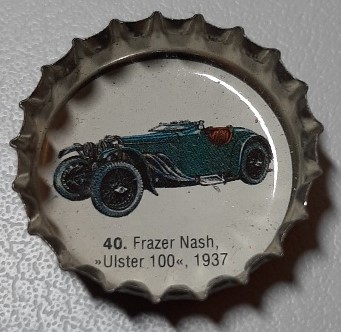 40. Frazer Nash,
»Ulster 100«, 1937